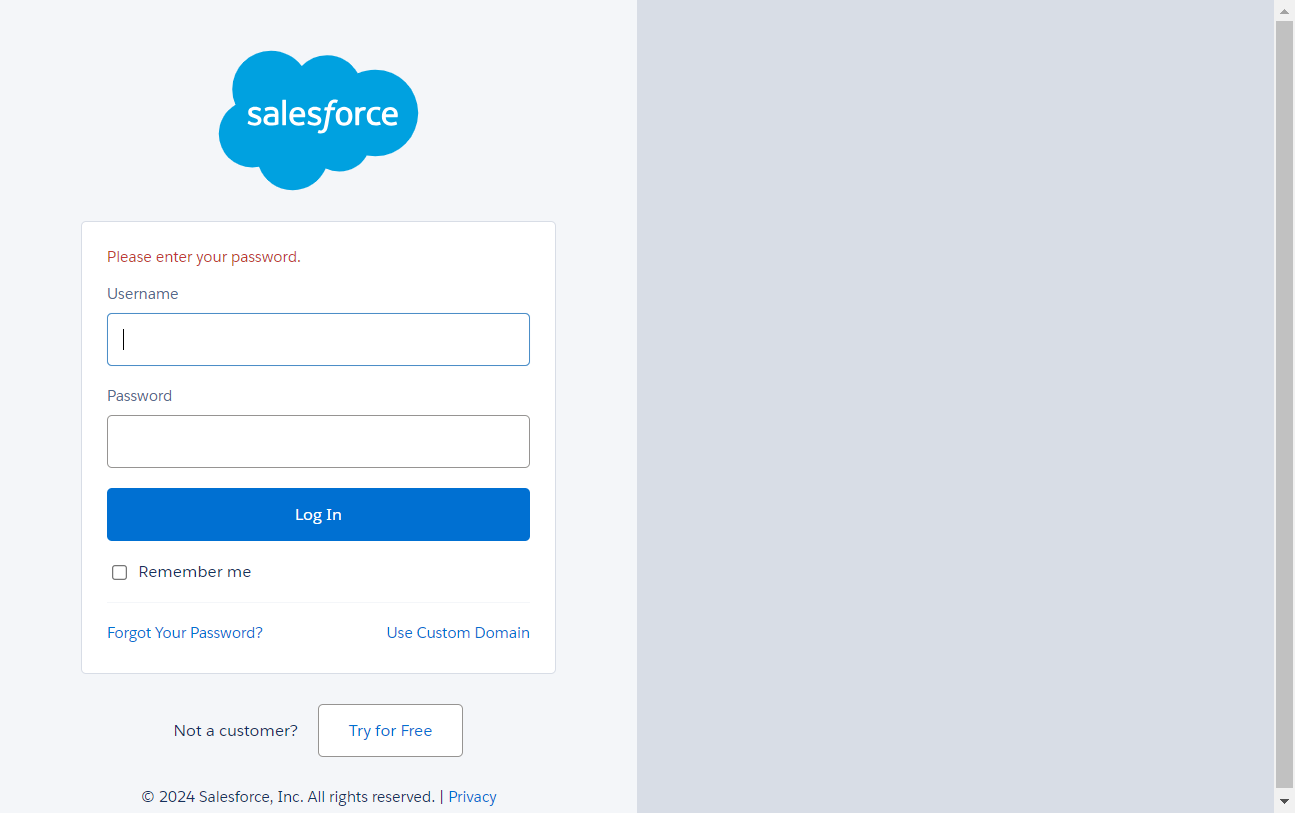 salesforce
Please enter your password.
Username
Password
Log In
Remember me
Forgot Your Password? Use Custom Domain
Not a customer? Try for Free
© 2024 Salesforce, Inc. All rights reserved. | Privacy